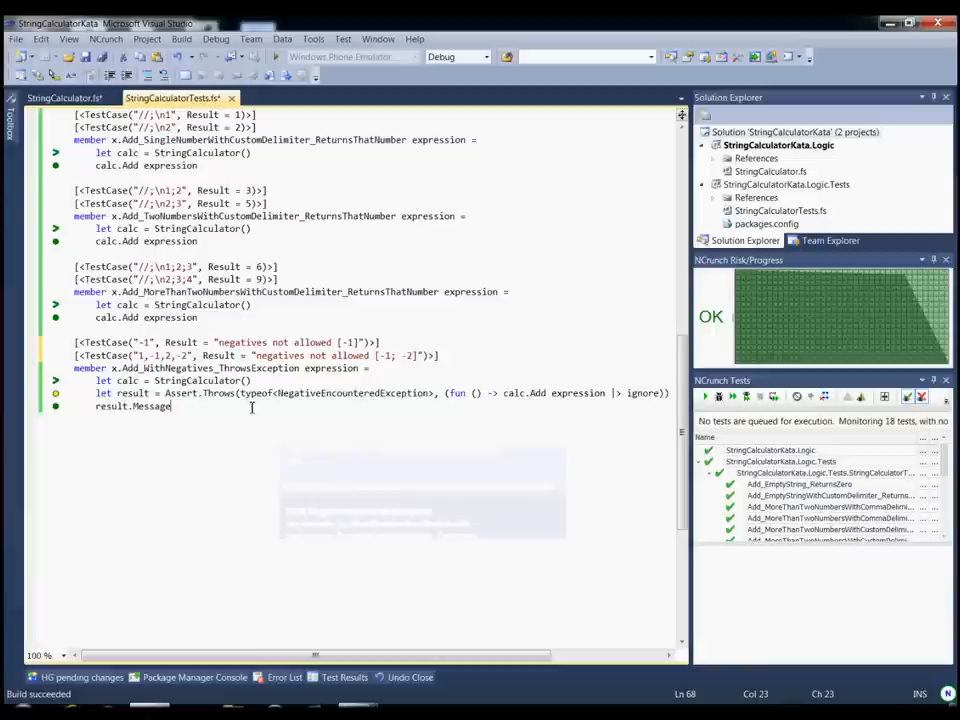 StringCalculatorKata Microsoft Visual Studio
File Edit View NCrunch Project Build Debug Team Data Tools Test Window Help
Windows Phone Emulator Debug
StringCalculator.fs* StringCalculatorTests.fs*
Toolbox
[<TestCase("//;\n1", Result = 1)>]
[<TestCase("//;\n2", Result = 2)>]
member x.Add_SingleNumberWithCustomDelimiter_ReturnsThatNumber expression =
let calc = StringCalculator()
calc.Add expression
[<TestCase("//;\n1;2", Result = 3)>]
[<TestCase("//;\n2;3", Result = 5)>]
member x.Add_TwoNumbersWithCustomDelimiter_ReturnsThatNumber expression =
let calc = StringCalculator()
calc.Add expression
[<TestCase("//;\n1;2;3", Result = 6)>]
[<TestCase("//;\n2;3;4", Result = 9)>]
member x.Add_MoreThanTwoNumbersWithCustomDelimiter_ReturnsThatNumber expression =
let calc = StringCalculator()
calc.Add expression
[<TestCase("-1", Result = "negatives not allowed [-1]")>]
[<TestCase("1,-1,2,-2", Result = "negatives not allowed [-1; -2]")>]
member x.Add_WithNegatives_ThrowsException expression =
let calc = StringCalculator()
let result = Assert.Throws(typeof<NegativeEncounteredException>, (fun () -> calc.Add expression |> ignore))
result.Message
100 %
Solution Explorer
Solution 'StringCalculatorKata' (2 projects)
StringCalculatorKata.Logic
References
StringCalculator.fs
StringCalculatorKata.Logic.Tests
References
StringCalculatorTests.fs
packages.config
Solution Explorer Team Explorer
NCrunch Risk/Progress
OK
NCrunch Tests
No tests are queued for execution. Monitoring 18 tests, with no
Name ... ...
StringCalculatorKata.Logic ... ...
StringCalculatorKata.Logic.Tests ... ...
StringCalculatorKata.Logic.Tests.StringCalculatorT... ... ...
Add_EmptyString_ReturnsZero ... ...
Add_EmptyStringWithCustomDelimiter_Returns... ... ...
Add_MoreThanTwoNumbersWithCommaDelimi... ... ...
Add_MoreThanTwoNumbersWithCommaDelimi... ... ...
Add_MoreThanTwoNumbersWithCustomDelimi... ... ...
Add_MoreThanTwoNumbersWithCustomDelimi... ... ...
HG pending changes Package Manager Console Error List Test Results Undo Close
Build succeeded Ln 68 Col 23 Ch 23 INS N